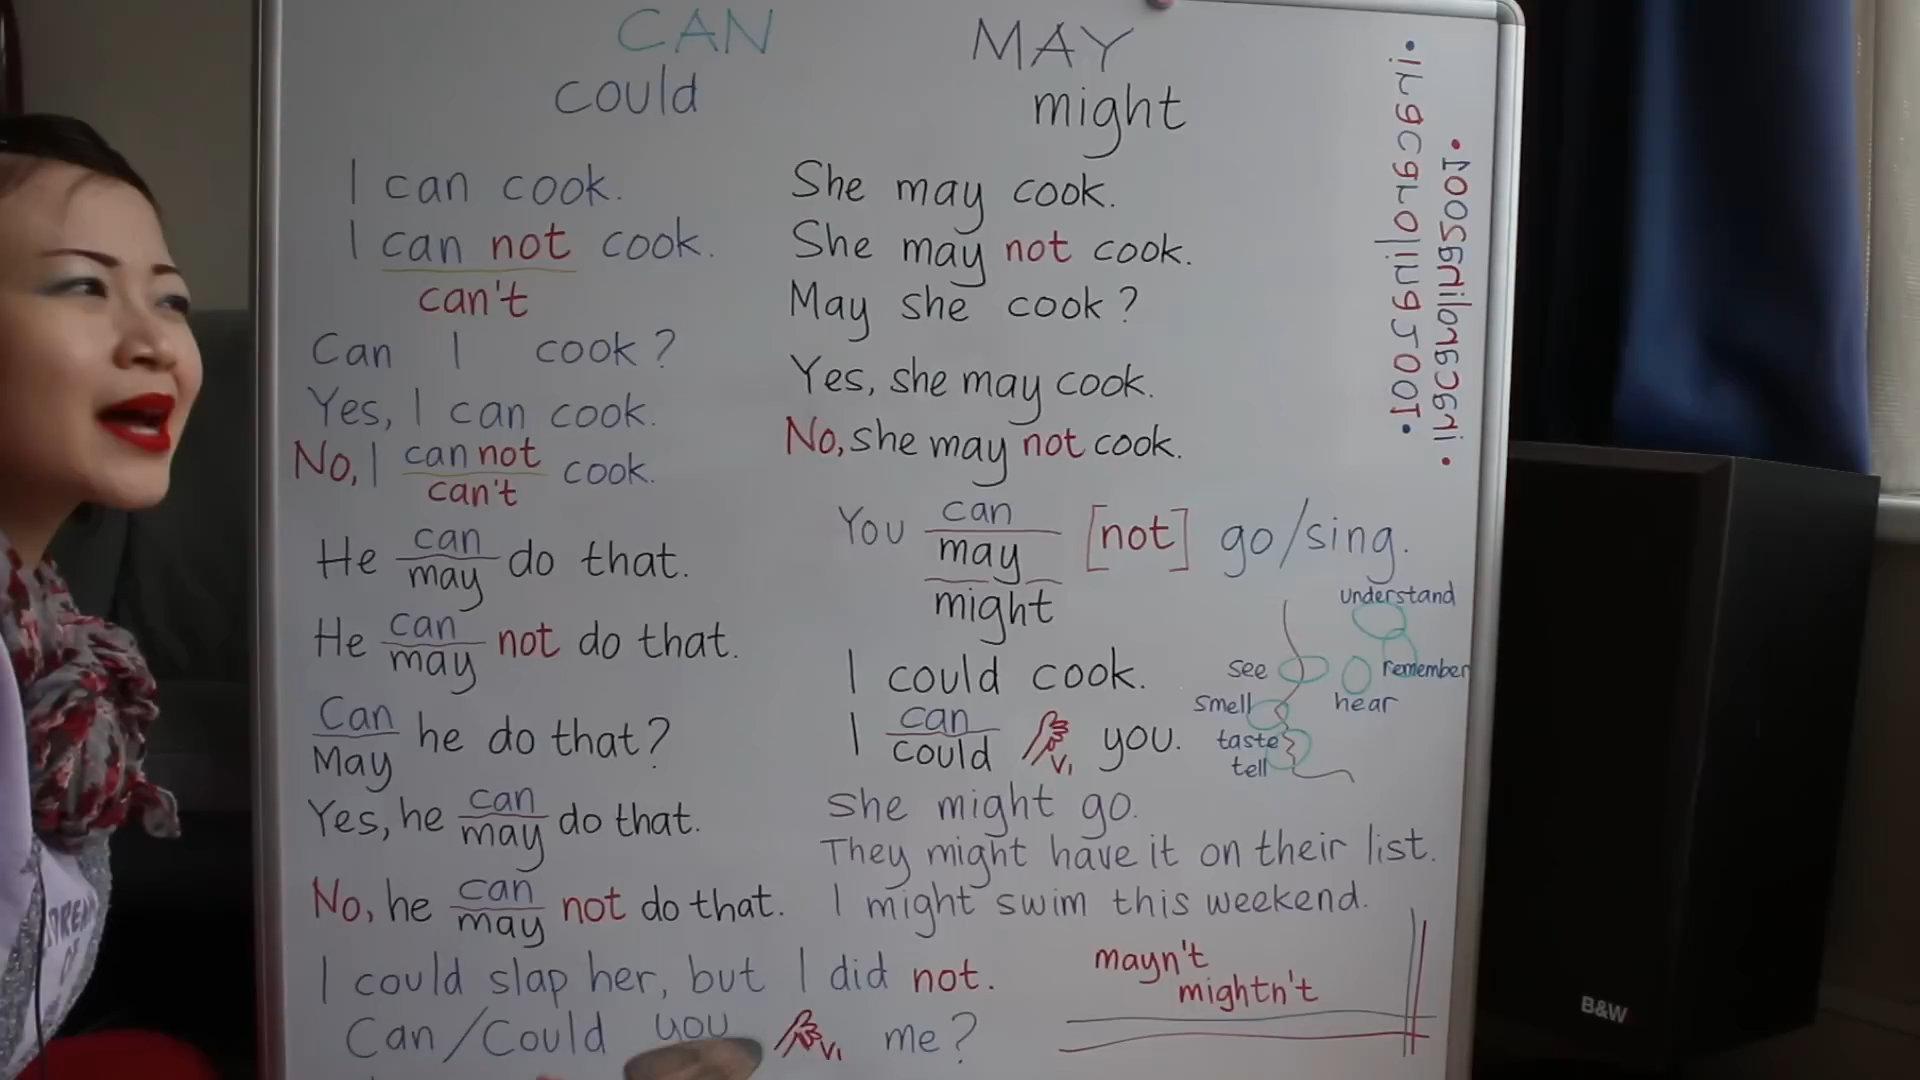 CAN MAY
could might
I can cook.
I can not cook.
can't
Can I cook?
Yes, I can cook.
No, I can not cook.
can't
He can do that.
may
He can not do that.
may
Can he do that?
May
Yes, he can do that.
may
No, he can not do that.
may
I could slap her, but I did not.
Can/Could you V₁ me?
She may cook.
She may not cook.
May she cook?
Yes, she may cook.
No, she may not cook.
You can [not] go/sing.
may
might
I could cook.
I can V₁ you.
could
She might go.
They might have it on their list.
I might swim this weekend.
mayn't
mightn't
understand
see
remember
smell
hear
taste
tell
B&W
DREAM
OF